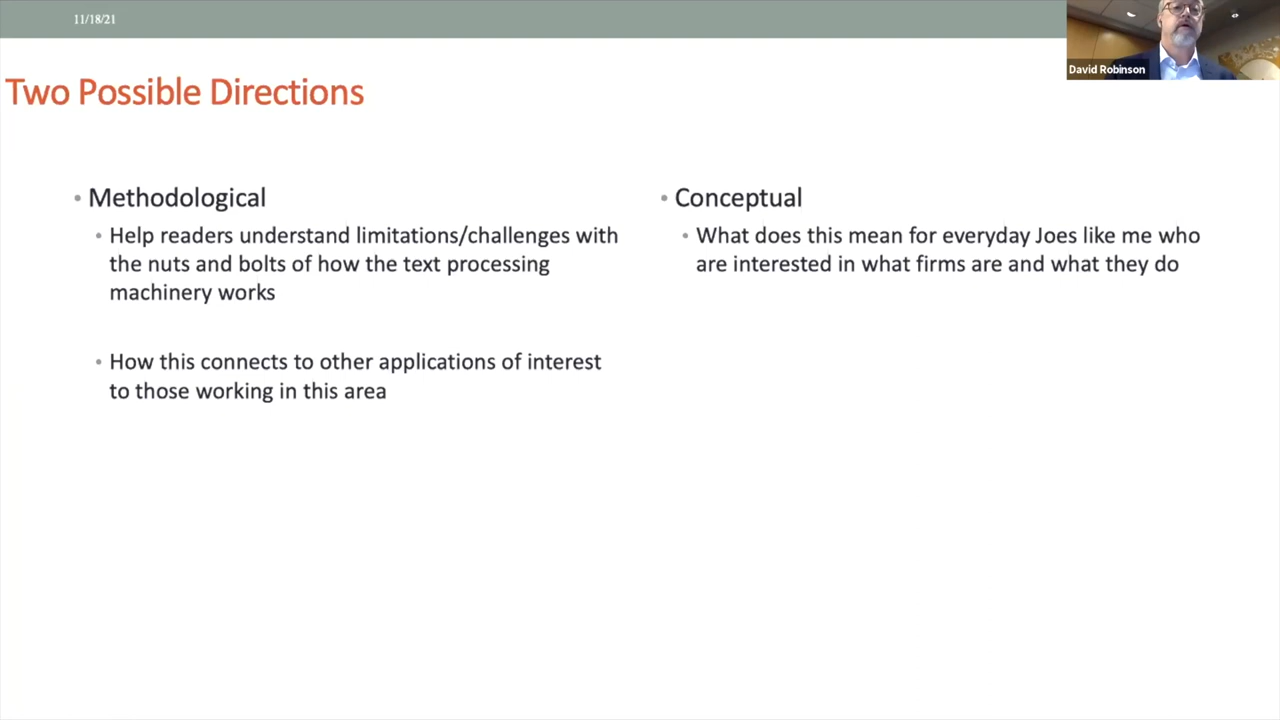 11/18/21
David Robinson
Two Possible Directions
• Methodological
• Help readers understand limitations/challenges with
the nuts and bolts of how the text processing
machinery works
• How this connects to other applications of interest
to those working in this area
• Conceptual
• What does this mean for everyday Joes like me who
are interested in what firms are and what they do